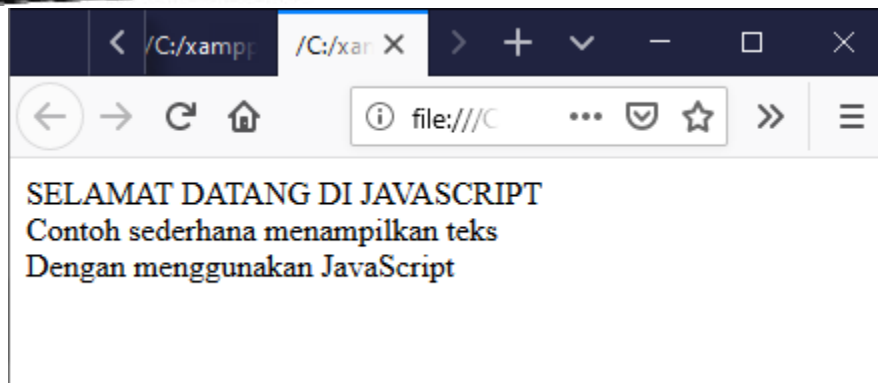 /C:/xampp
/C:/xan
file:///C
SELAMAT DATANG DI JAVASCRIPT
Contoh sederhana menampilkan teks
Dengan menggunakan JavaScript